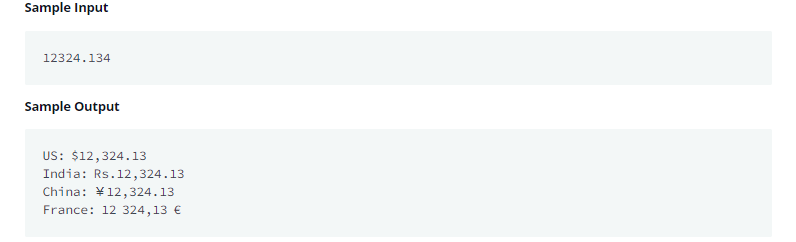 Sample Input
12324.134
Sample Output
US: $12,324.13
India: Rs.12,324.13
China: ￥12,324.13
France: 12 324,13 €